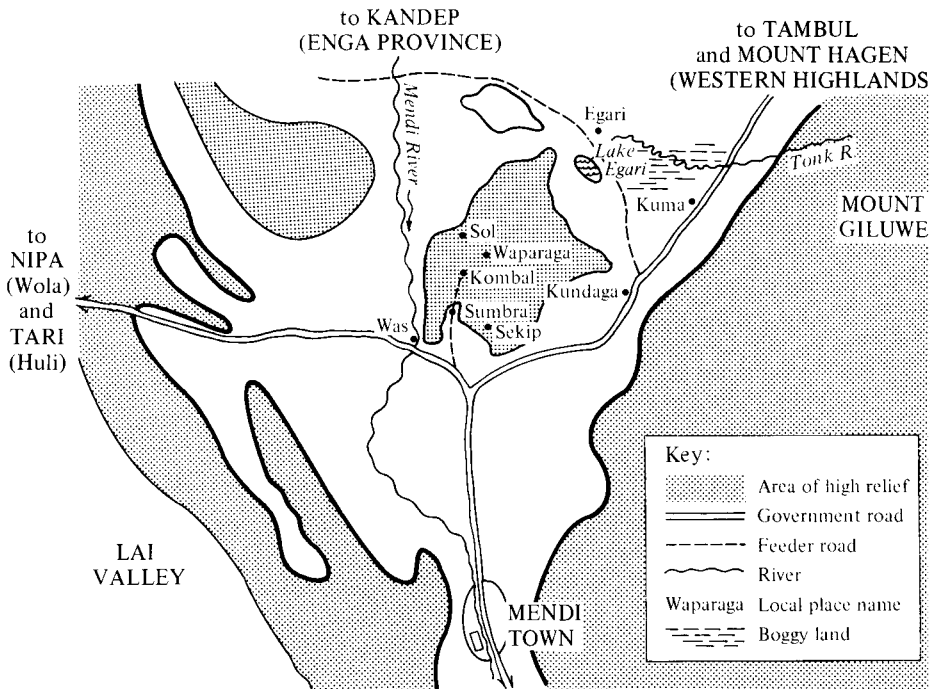 to KANDEP
(ENGA PROVINCE)
to TAMBUL
and MOUNT HAGEN
(WESTERN HIGHLANDS
Mendi River
Egari
Lake
Egari
Tonk R.
Kuma
MOUNT
GILUWE
Sol
Waparaga
to
NIPA
(Wola)
and
TARI
(Huli)
Kombal
Kundaga
Sumbra
Was
Sekip
LAI
VALLEY
MENDI
TOWN
Key:
Area of high relief
Government road
Feeder road
River
Waparaga Local place name
Boggy land